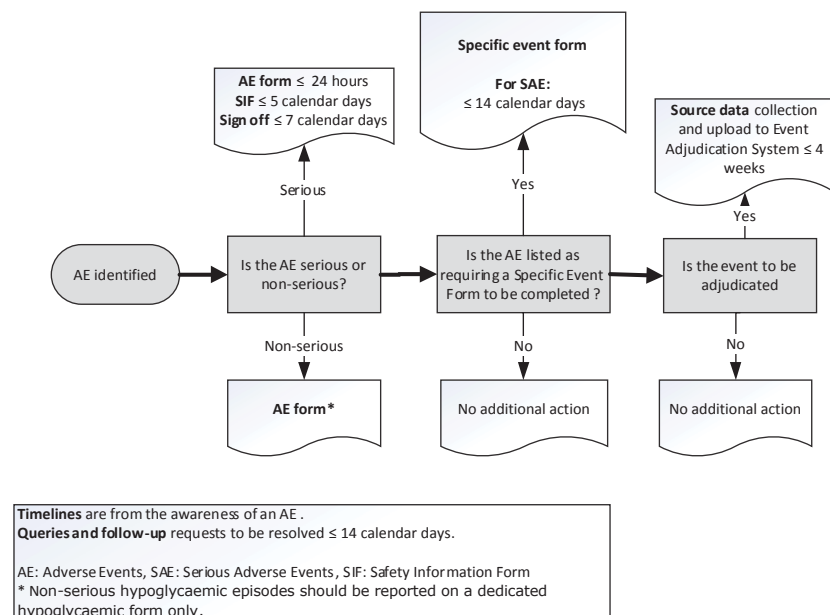 AE form ≤ 24 hours
SIF ≤ 5 calendar days
Sign off ≤ 7 calendar days
Serious
Specific event form
For SAE:
≤ 14 calendar days
Yes
Source data collection
and upload to Event
Adjudication System ≤ 4
weeks
Yes
AE identified
Is the AE serious or
non-serious?
Is the AE listed as
requiring a Specific Event
Form to be completed ?
Is the event to be
adjudicated
Non-serious
No
No
AE form*
No additional action
No additional action
Timelines are from the awareness of an AE .
Queries and follow-up requests to be resolved ≤ 14 calendar days.
AE: Adverse Events, SAE: Serious Adverse Events, SIF: Safety Information Form
* Non-serious hypoglycaemic episodes should be reported on a dedicated
hypoglycaemic form only.